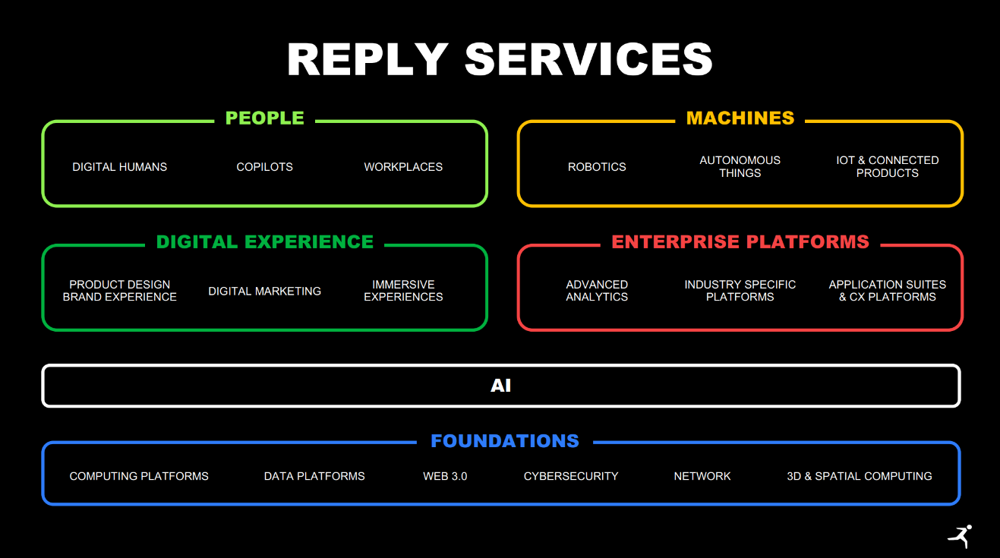 REPLY SERVICES
PEOPLE
DIGITAL HUMANS
COPILOTS
WORKPLACES
MACHINES
ROBOTICS
AUTONOMOUS
THINGS
IOT & CONNECTED
PRODUCTS
DIGITAL EXPERIENCE
PRODUCT DESIGN
BRAND EXPERIENCE
DIGITAL MARKETING
IMMERSIVE
EXPERIENCES
ENTERPRISE PLATFORMS
ADVANCED
ANALYTICS
INDUSTRY SPECIFIC
PLATFORMS
APPLICATION SUITES
& CX PLATFORMS
AI
FOUNDATIONS
COMPUTING PLATFORMS
DATA PLATFORMS
WEB 3.0
CYBERSECURITY
NETWORK
3D & SPATIAL COMPUTING